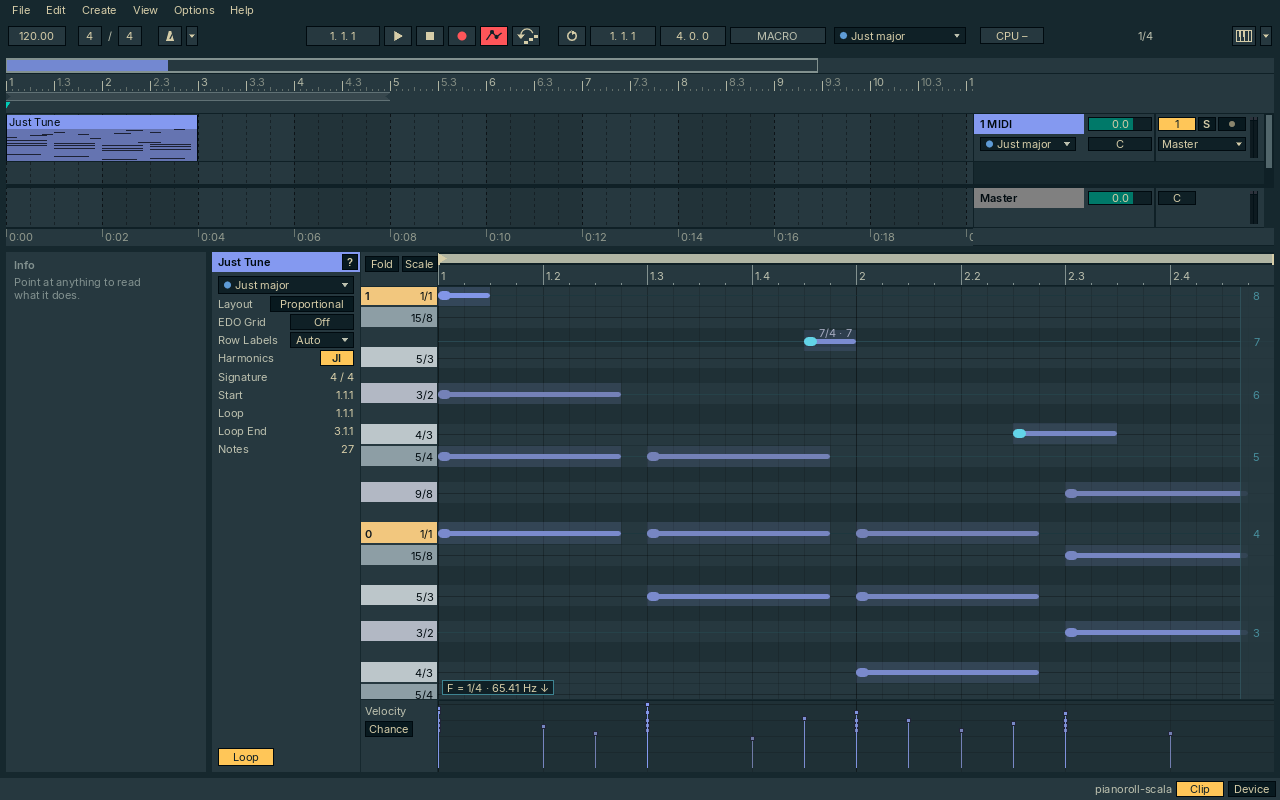 File Edit Create View Options Help
120.00 4 / 4 1. 1. 1 1. 1. 1 4. 0. 0 MACRO Just major CPU – 1/4
1 1.3 2 2.3 3 3.3 4 4.3 5 5.3 6 6.3 7 7.3 8 8.3 9 9.3 10 10.3 1
Just Tune
1 MIDI 0.0 1 S
Just major C Master
Master 0.0 C
0:00 0:02 0:04 0:06 0:08 0:10 0:12 0:14 0:16 0:18
Info
Point at anything to read
what it does.
Just Tune ?
Just major
Layout Proportional
EDO Grid Off
Row Labels Auto
Harmonics JI
Signature 4 / 4
Start 1.1.1
Loop 1.1.1
Loop End 3.1.1
Notes 27
Loop
Fold Scale
1 1.2 1.3 1.4 2 2.2 2.3 2.4
1 1/1 8
15/8
7/4 · 7
7
5/3
3/2 6
4/3
5/4 5
9/8
0 1/1 4
15/8
5/3
3/2 3
4/3
5/4
F = 1/4 · 65.41 Hz ↓
Velocity
Chance
pianoroll-scala Clip Device